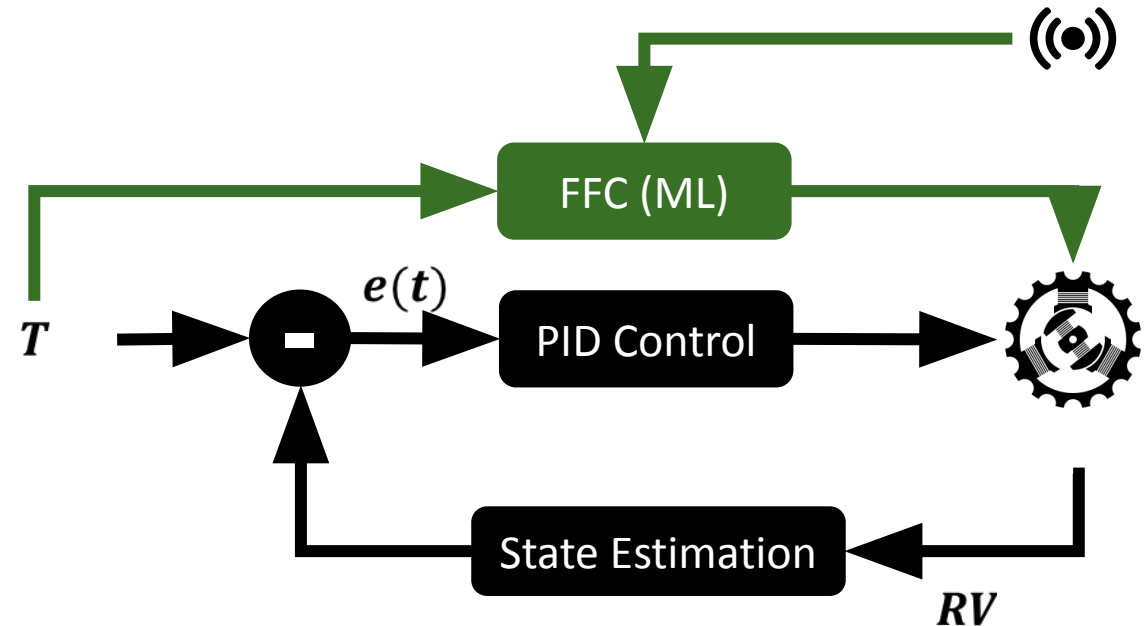 FFC (ML)
e(t)
T
-
PID Control
State Estimation
RV